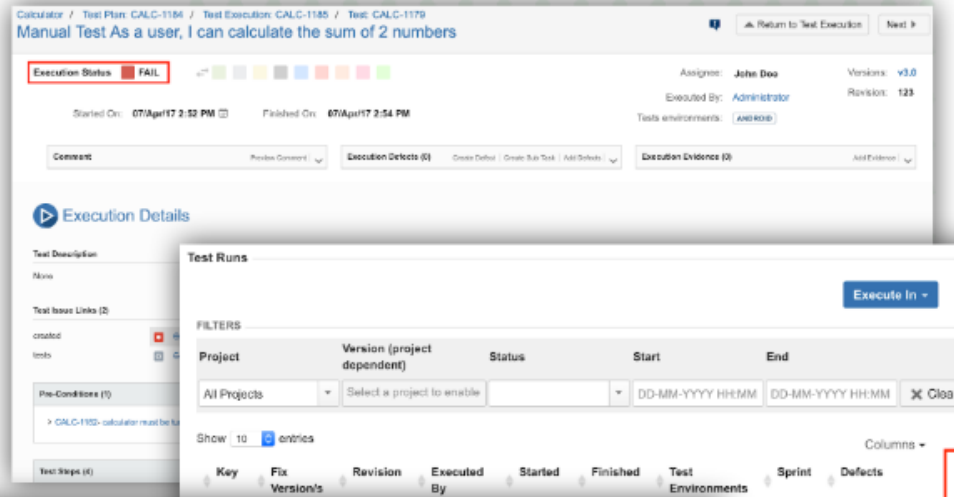 Calculator / Test Plan: CALC-1184 / Test Execution: CALC-1185 / Test: CALC-1179
Manual Test As a user, I can calculate the sum of 2 numbers
Return to Test Execution
Next
Execution Status FAIL
Assignee: John Doe
Versions: v3.0
Executed By: Administrator
Revision: 123
Started On: 07/Apr/17 2:52 PM
Finished On: 07/Apr/17 2:54 PM
Tests environments: ANDROID
Comment
Preview Comment
Execution Defects (0)
Create Defect | Create Sub Task | Add Defects
Execution Evidence (0)
Add Evidence
Execution Details
Test Description
None
Test Issue Links (2)
created
tests
Pre-Conditions (1)
CALC-1182- calculator must be
Test Steps (4)
Test Runs
Execute In
FILTERS
Project
Version (project dependent)
Status
Start
End
All Projects
Select a project to enable
DD-MM-YYYY HH:MM
DD-MM-YYYY HH:MM
Show 10 entries
Columns
Key
Fix Version/s
Revision
Executed By
Started
Finished
Test Environments
Sprint
Defects